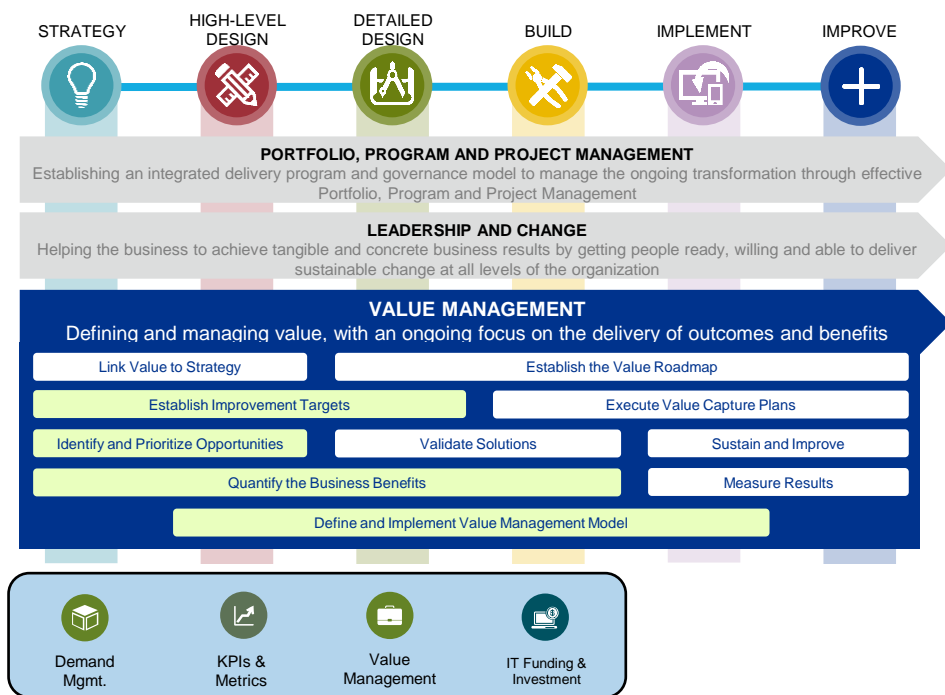 STRATEGY
HIGH-LEVEL
DESIGN
DETAILED
DESIGN
BUILD
IMPLEMENT
IMPROVE
PORTFOLIO, PROGRAM AND PROJECT MANAGEMENT
Establishing an integrated delivery program and governance model to manage the ongoing transformation through effective
Portfolio, Program and Project Management
LEADERSHIP AND CHANGE
Helping the business to achieve tangible and concrete business results by getting people ready, willing and able to deliver
sustainable change at all levels of the organization
VALUE MANAGEMENT
Defining and managing value, with an ongoing focus on the delivery of outcomes and benefits
Link Value to Strategy
Establish the Value Roadmap
Establish Improvement Targets
Execute Value Capture Plans
Identify and Prioritize Opportunities
Validate Solutions
Sustain and Improve
Quantify the Business Benefits
Measure Results
Define and Implement Value Management Model
Demand
Mgmt.
KPIs &
Metrics
Value
Management
IT Funding &
Investment